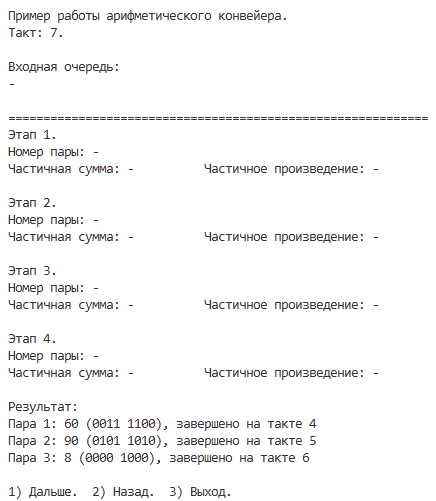 Пример работы арифметического конвейера.
Такт: 7.
Входная очередь:
-
============================================================
Этап 1.
Номер пары: -
Частичная сумма: -          Частичное произведение: -
Этап 2.
Номер пары: -
Частичная сумма: -          Частичное произведение: -
Этап 3.
Номер пары: -
Частичная сумма: -          Частичное произведение: -
Этап 4.
Номер пары: -
Частичная сумма: -          Частичное произведение: -
Результат:
Пара 1: 60 (0011 1100), завершено на такте 4
Пара 2: 90 (0101 1010), завершено на такте 5
Пара 3: 8 (0000 1000), завершено на такте 6
1) Дальше.  2) Назад.  3) Выход.